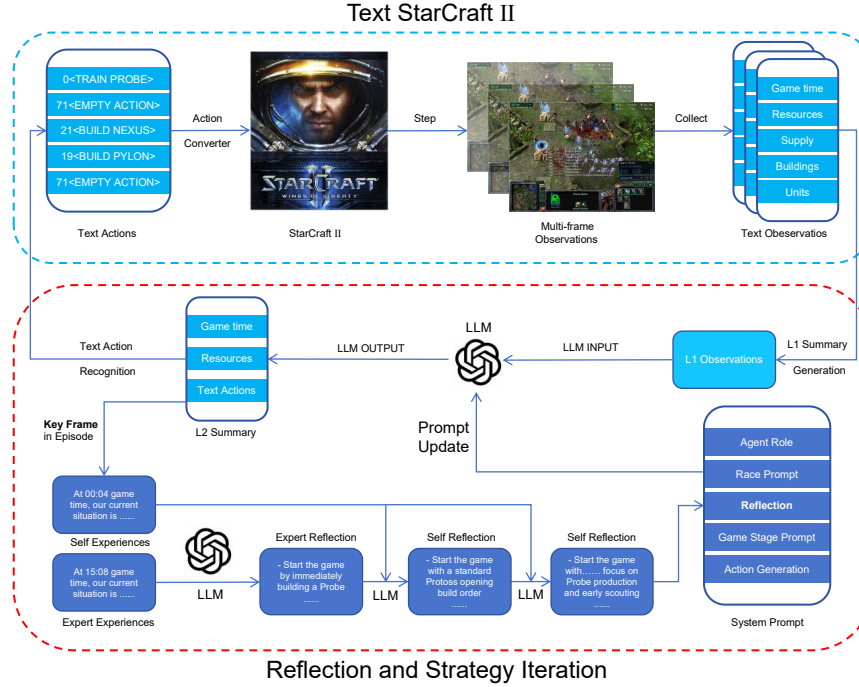 Text StarCraft II
0<TRAIN PROBE>
71<EMPTY ACTION>
21<BUILD NEXUS>
19<BUILD PYLON>
71<EMPTY ACTION>
Text Actions
Action
Converter
STARCRAFT
II
WINGS OF LIBERTY
StarCraft II
Step
Multi-frame
Observations
Collect
Game time
Resources
Supply
Buildings
Units
Text Obeservatios
L1 Summary
Generation
L1 Observations
LLM INPUT
LLM
LLM OUTPUT
Game time
Resources
Text Actions
L2 Summary
Text Action
Recognition
Key Frame
in Episode
Prompt
Update
Agent Role
Race Prompt
Reflection
Game Stage Prompt
Action Generation
System Prompt
At 00:04 game
time, our current
situation is ......
Self Experiences
At 15:08 game
time, our current
situation is ......
Expert Experiences
LLM
Expert Reflection
- Start the game
by immediately
building a Probe
......
LLM
Self Reflection
- Start the game
with a standard
Protoss opening
build order
......
LLM
Self Reflection
- Start the game
with...... focus on
Probe production
and early scouting
......
Reflection and Strategy Iteration